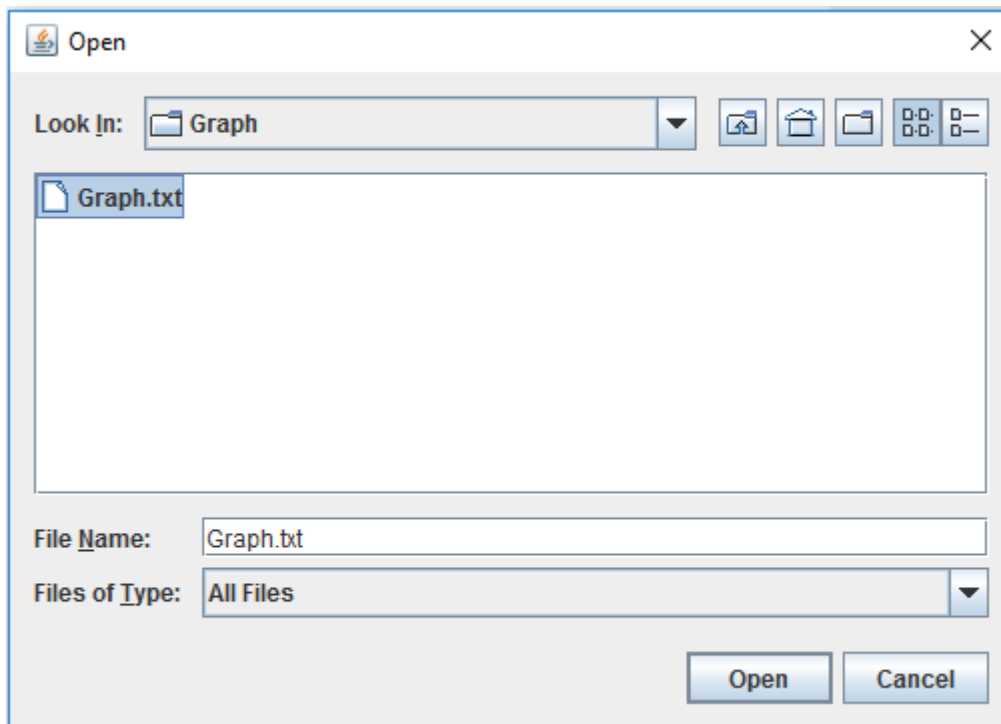 Open
Look In: Graph
Graph.txt
File Name: Graph.txt
Files of Type: All Files
Open Cancel